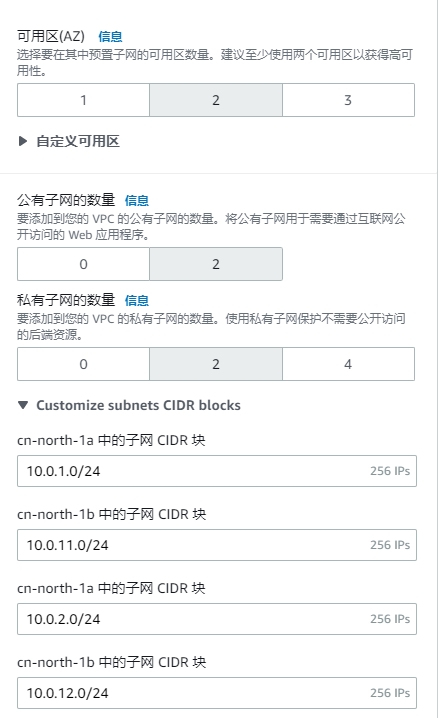 可用区(AZ) 信息
选择要在其中预置子网的可用区数量。建议至少使用两个可用区以获得高可
用性。
1 2 3
▶ 自定义可用区
公有子网的数量 信息
要添加到您的 VPC 的公有子网的数量。将公有子网用于需要通过互联网公
开访问的 Web 应用程序。
0 2
私有子网的数量 信息
要添加到您的 VPC 的私有子网的数量。使用私有子网保护不需要公开访问
的后端资源。
0 2 4
▼ Customize subnets CIDR blocks
cn-north-1a 中的子网 CIDR 块
10.0.1.0/24 256 IPs
cn-north-1b 中的子网 CIDR 块
10.0.11.0/24 256 IPs
cn-north-1a 中的子网 CIDR 块
10.0.2.0/24 256 IPs
cn-north-1b 中的子网 CIDR 块
10.0.12.0/24 256 IPs